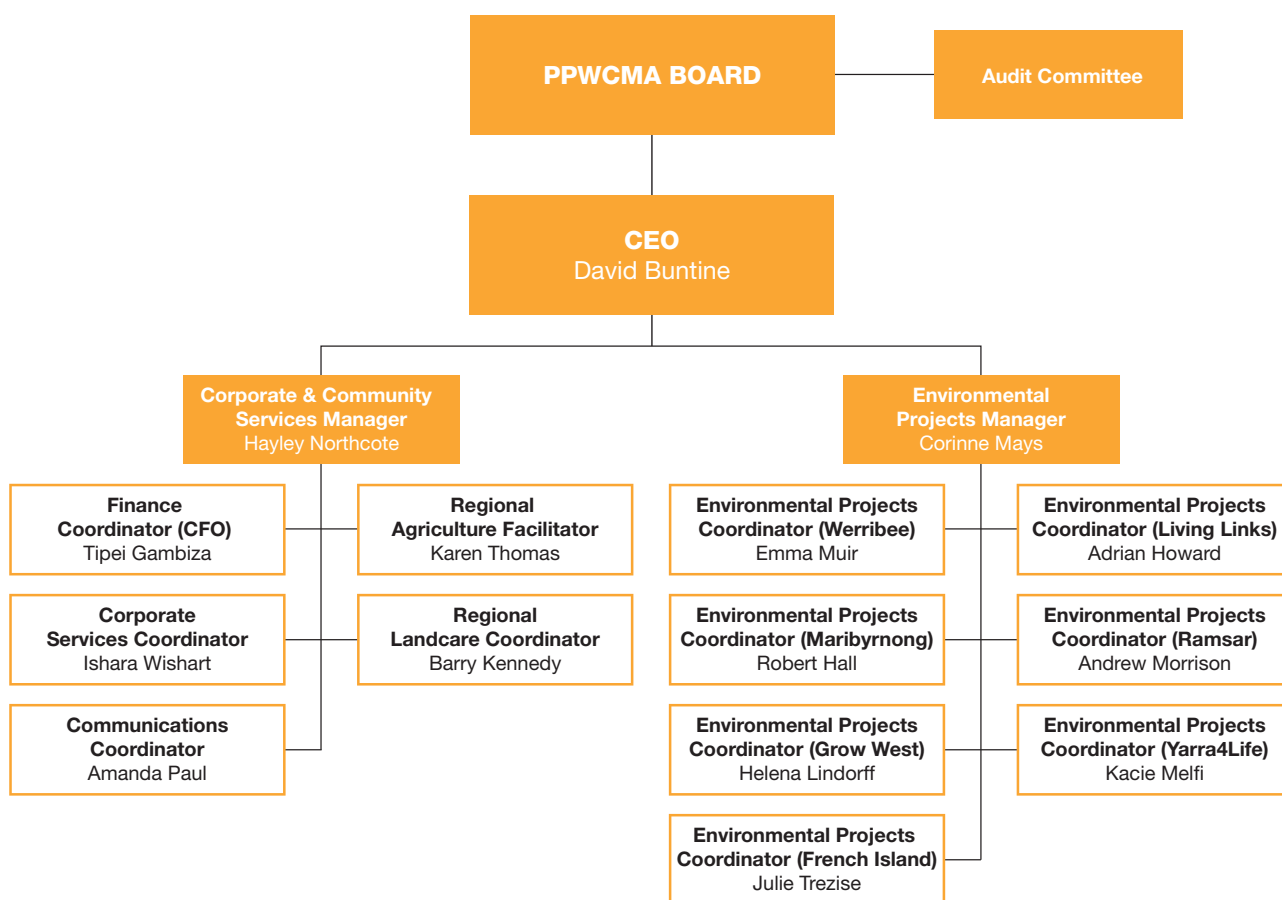 PPWCMA BOARD
Audit Committee
CEO
David Buntine
Corporate & Community
Services Manager
Hayley Northcote
Environmental
Projects Manager
Corinne Mays
Finance
Coordinator (CFO)
Tipei Gambiza
Regional
Agriculture Facilitator
Karen Thomas
Environmental Projects
Coordinator (Werribee)
Emma Muir
Environmental Projects
Coordinator (Living Links)
Adrian Howard
Corporate
Services Coordinator
Ishara Wishart
Regional
Landcare Coordinator
Barry Kennedy
Environmental Projects
Coordinator (Maribyrnong)
Robert Hall
Environmental Projects
Coordinator (Ramsar)
Andrew Morrison
Communications
Coordinator
Amanda Paul
Environmental Projects
Coordinator (Grow West)
Helena Lindorff
Environmental Projects
Coordinator (Yarra4Life)
Kacie Melfi
Environmental Projects
Coordinator (French Island)
Julie Trezise